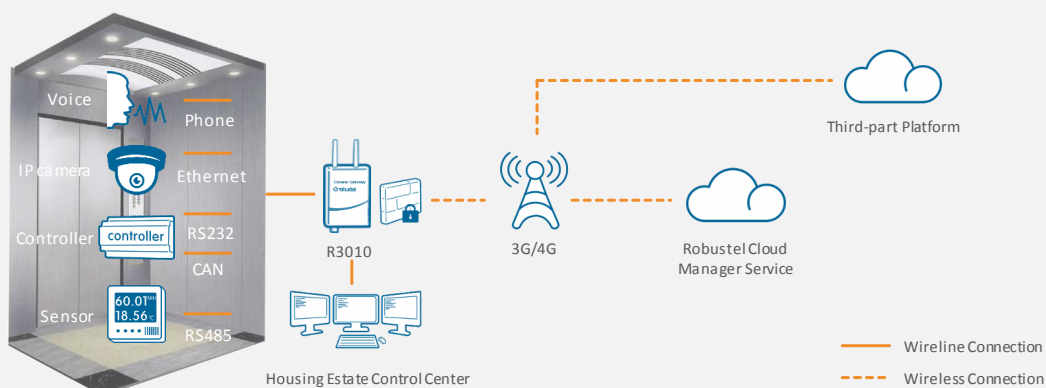 Voice
Phone
IP camera
Ethernet
Controller
controller
RS232
CAN
Sensor
60.01
18.56
RS485
robustel
R3010
Housing Estate Control Center
3G/4G
Third-part Platform
Robustel Cloud
Manager Service
Wireline Connection
Wireless Connection